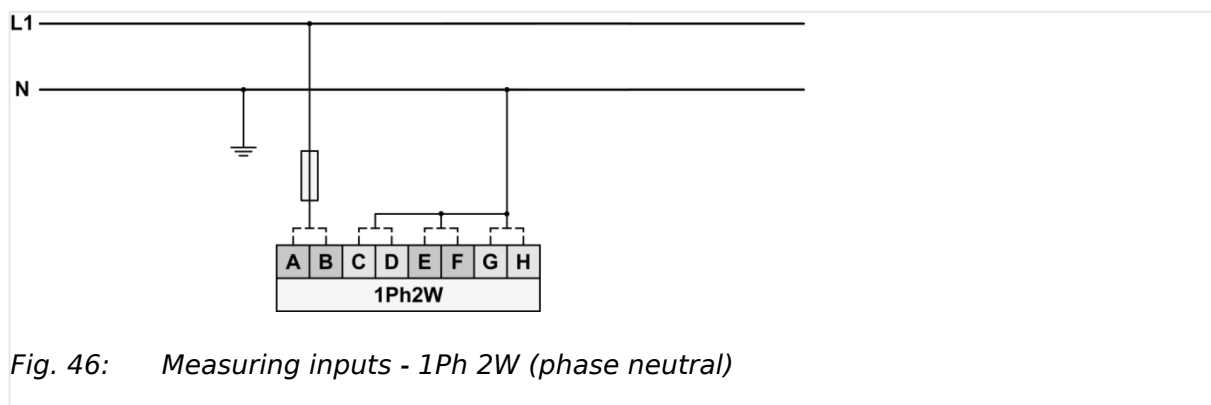 L1
N
A B C D E F G H
1Ph2W
Fig. 46: Measuring inputs - 1Ph 2W (phase neutral)